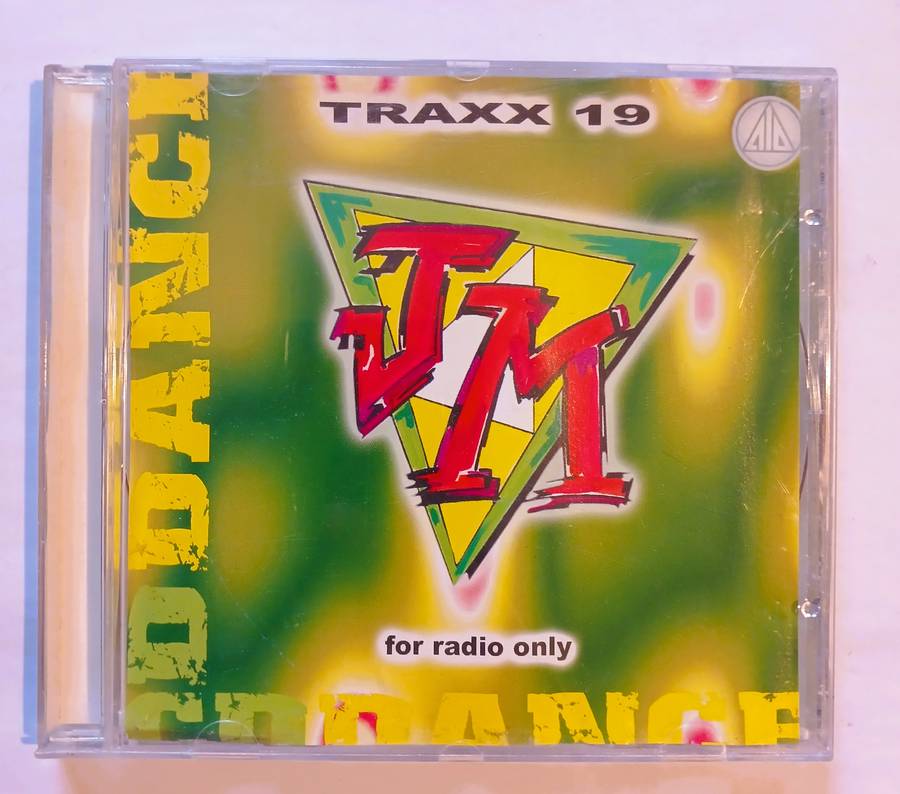 TRAXX 19
JM
for radio only
CDDANCE
CDDANCE